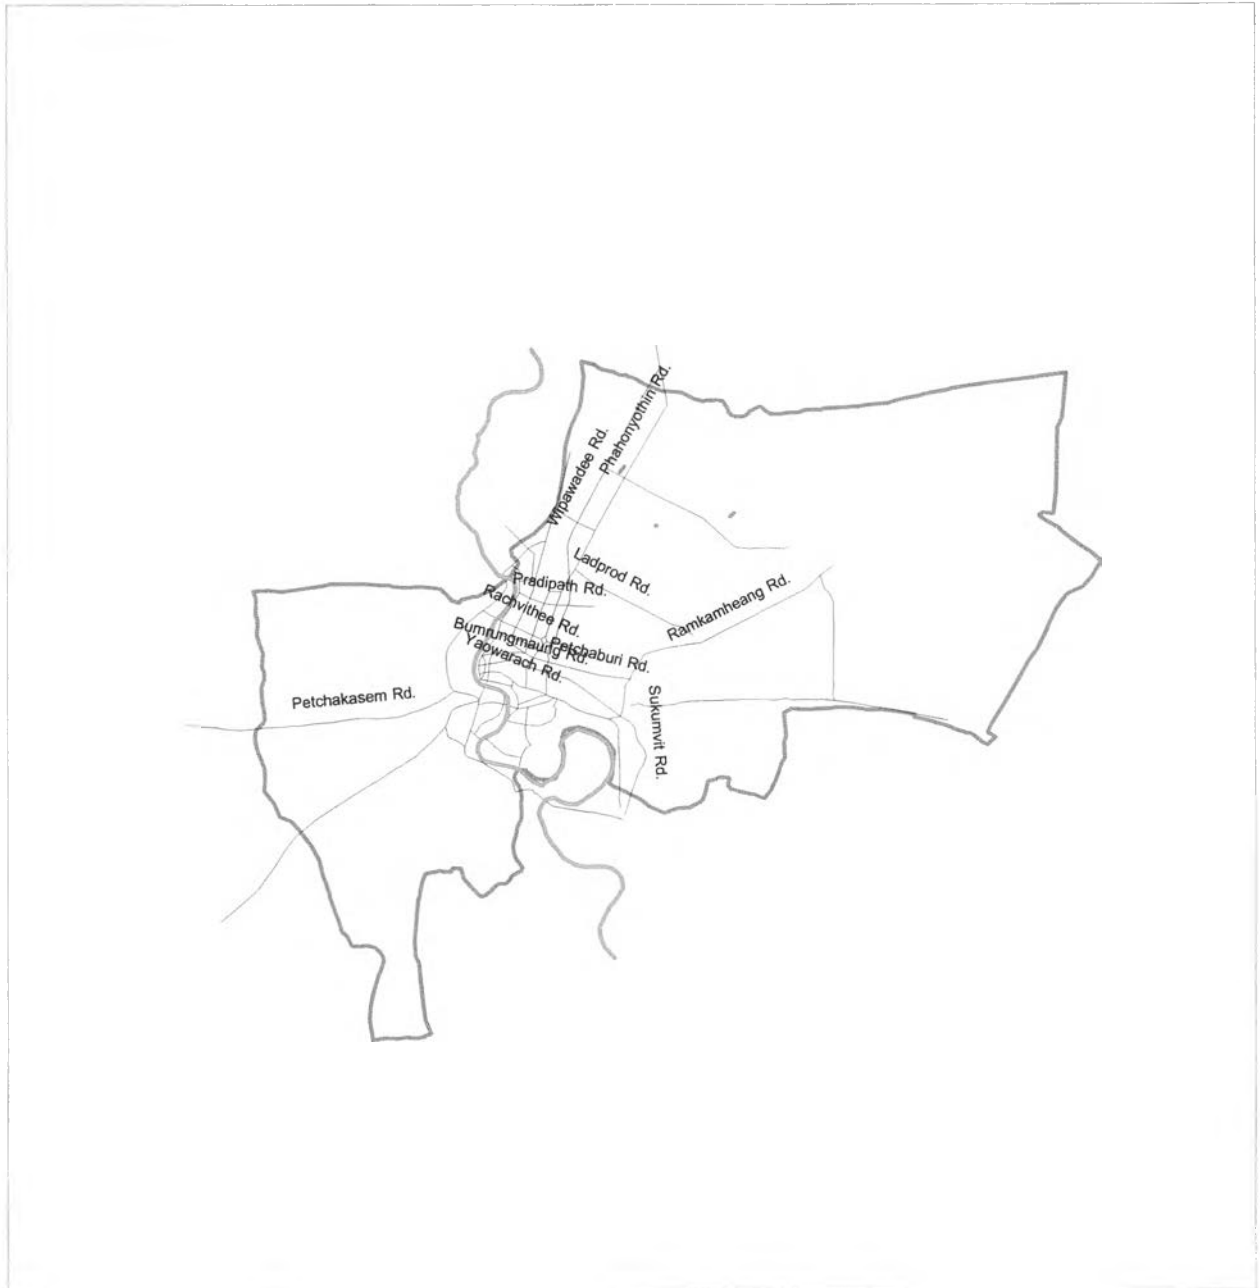 Phahonyothin Rd.
Wipawadee Rd.
Ladprod Rd.
Pradipath Rd.
Ramkamheang Rd.
Rachvithee Rd.
Bumrungmaung Rd.
Petchaburi Rd.
Yaowarach Rd.
Petchakasem Rd.
Sukumvit Rd.